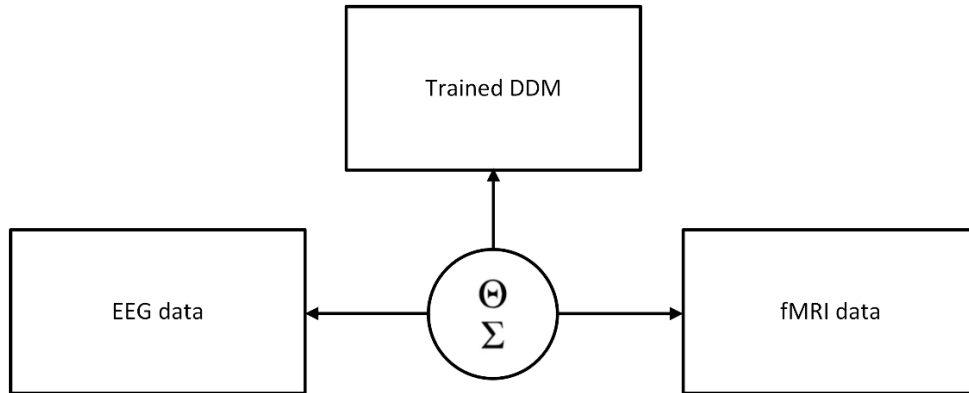 Trained DDM
EEG data
Θ
Σ
fMRI data